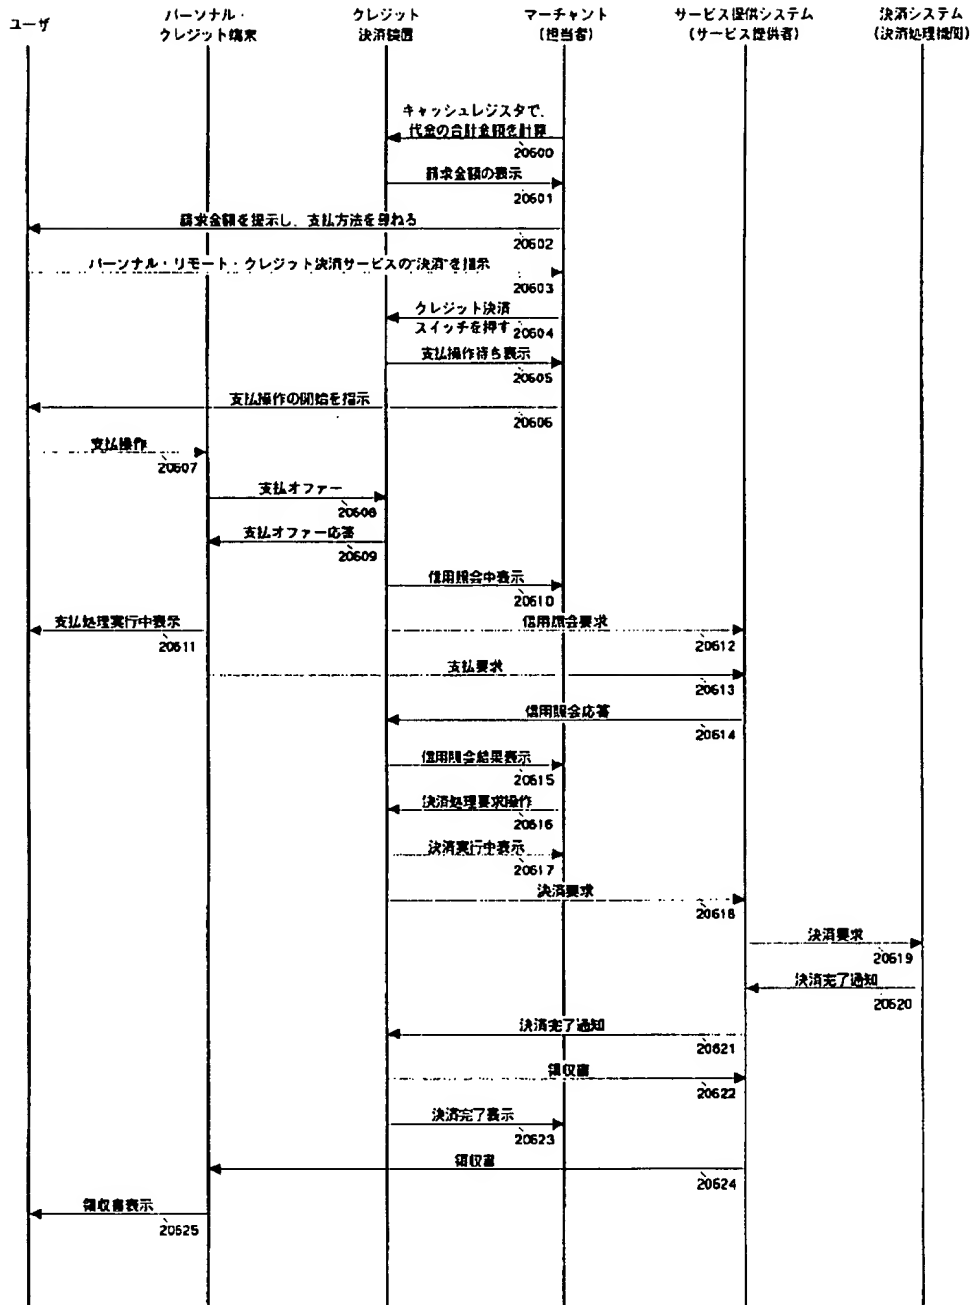 ユーザ
パーソナル・
クレジット端末
クレジット
決済装置
マーチャント
(担当者)
サービス提供システム
(サービス提供者)
決済システム
(決済処理機関)
キャッシュレジスタで、
代金の合計金額を計算
20600
請求金額の表示
20601
請求金額を提示し、支払方法を尋ねる
20602
パーソナル・リモート・クレジット決済サービスの"決済"を指示
20603
クレジット決済
スイッチを押す
20604
支払操作待ち表示
20605
支払操作の開始を指示
20606
支払操作
20607
支払オファー
20608
支払オファー応答
20609
信用照会中表示
20610
支払処理実行中表示
20611
信用照会要求
20612
支払要求
20613
信用照会応答
20614
信用照会結果表示
20615
決済処理要求操作
20616
決済実行中表示
20617
決済要求
20618
決済要求
20619
決済完了通知
20620
決済完了通知
20621
領収書
20622
決済完了表示
20623
領収書
20624
領収書表示
20625